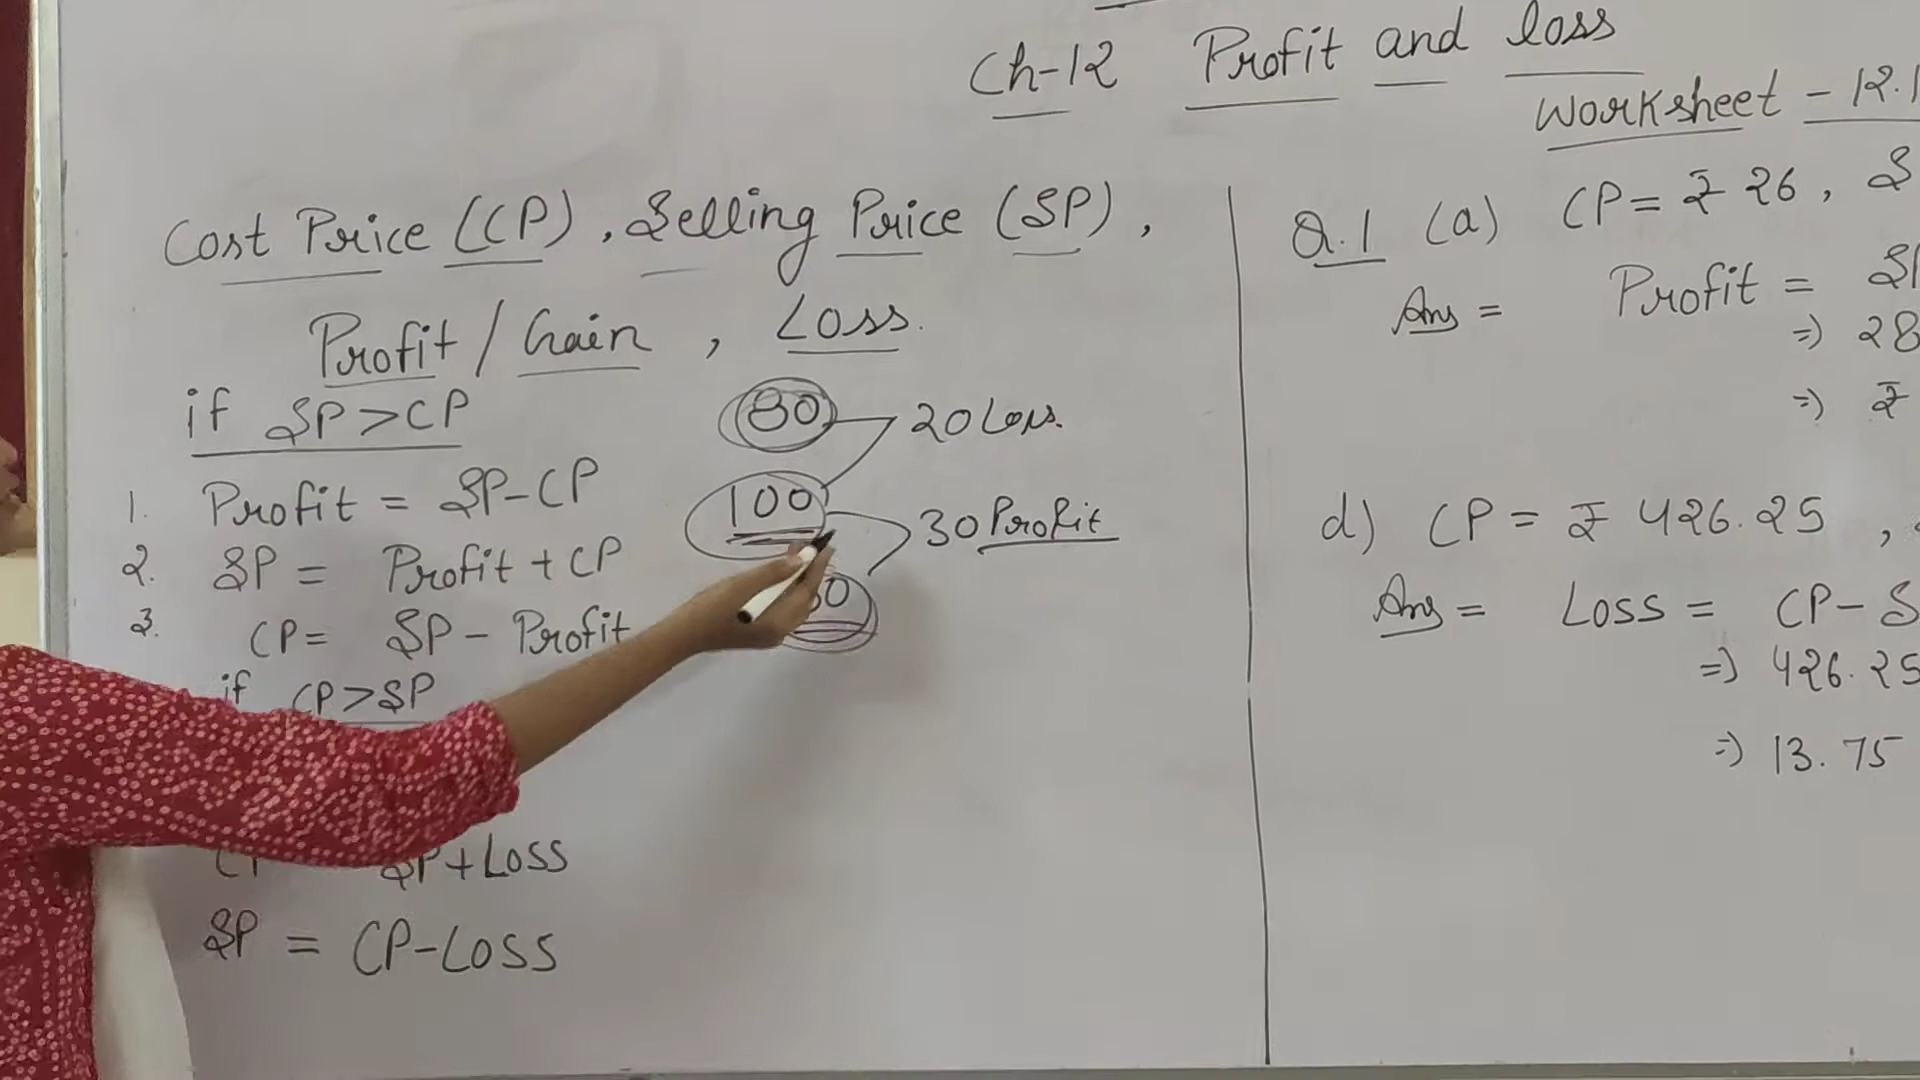 Ch-12 Profit and loss
Worksheet - 12.1
Cost Price (CP), Selling Price (SP),
Profit / Gain, Loss.
if SP>CP
1. Profit = SP-CP
2. SP = Profit + CP
3. CP = SP - Profit
if CP>SP
SP+Loss
SP = CP-Loss
80
20 Loss.
100
30 Profit
Q.1 (a) CP = ₹ 26, S
Ans = Profit = SP
=> 28
=> ₹
d) CP = ₹ 426.25,
Ans = Loss = CP - S
=> 426.25
=> 13.75